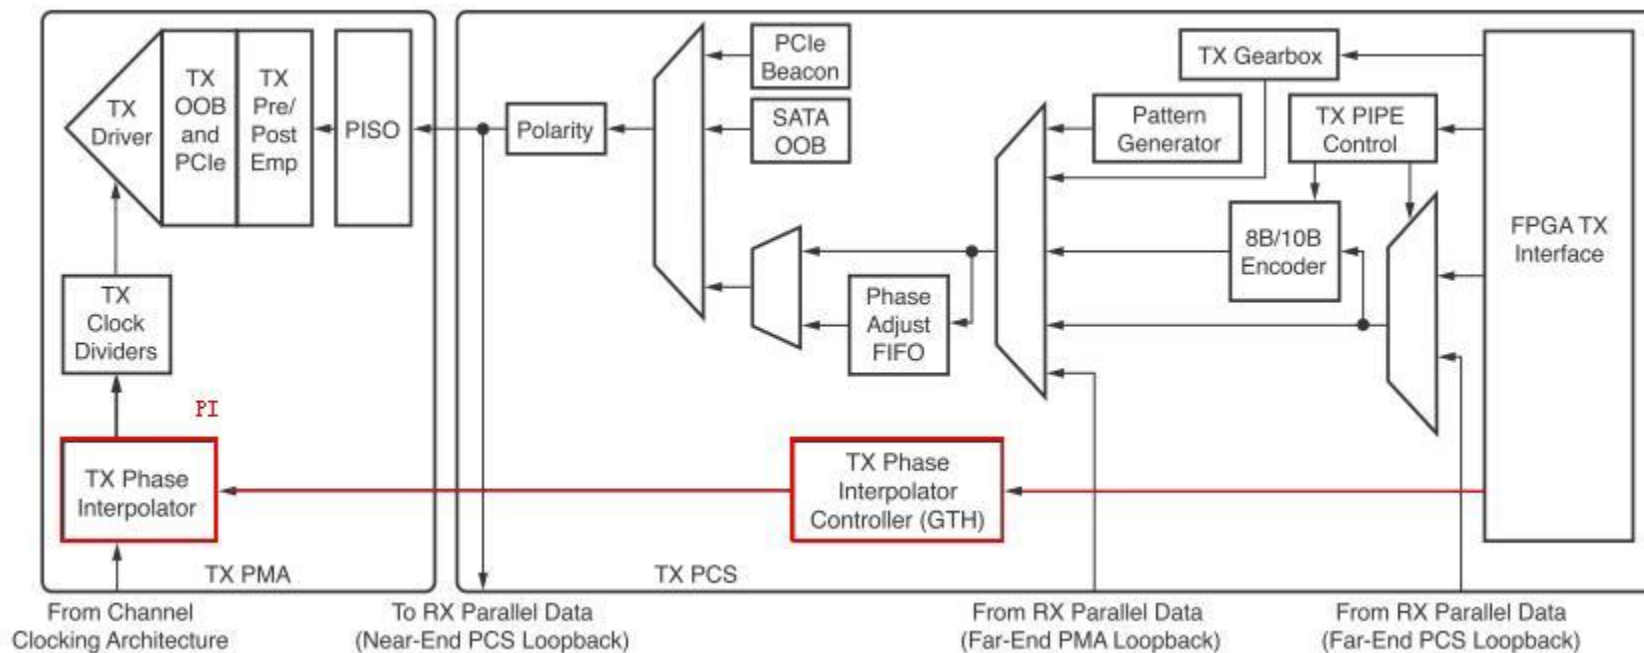 TX
Driver
TX
OOB
and
PCIe
TX
Pre/
Post
Emp
PISO
Polarity
PCIe
Beacon
SATA
OOB
TX Gearbox
Pattern
Generator
TX PIPE
Control
FPGA TX
Interface
8B/10B
Encoder
TX
Clock
Dividers
Phase
Adjust
FIFO
PI
TX Phase
Interpolator
TX Phase
Interpolator
Controller (GTH)
TX PMA
TX PCS
From Channel
Clocking Architecture
To RX Parallel Data
(Near-End PCS Loopback)
From RX Parallel Data
(Far-End PMA Loopback)
From RX Parallel Data
(Far-End PCS Loopback)